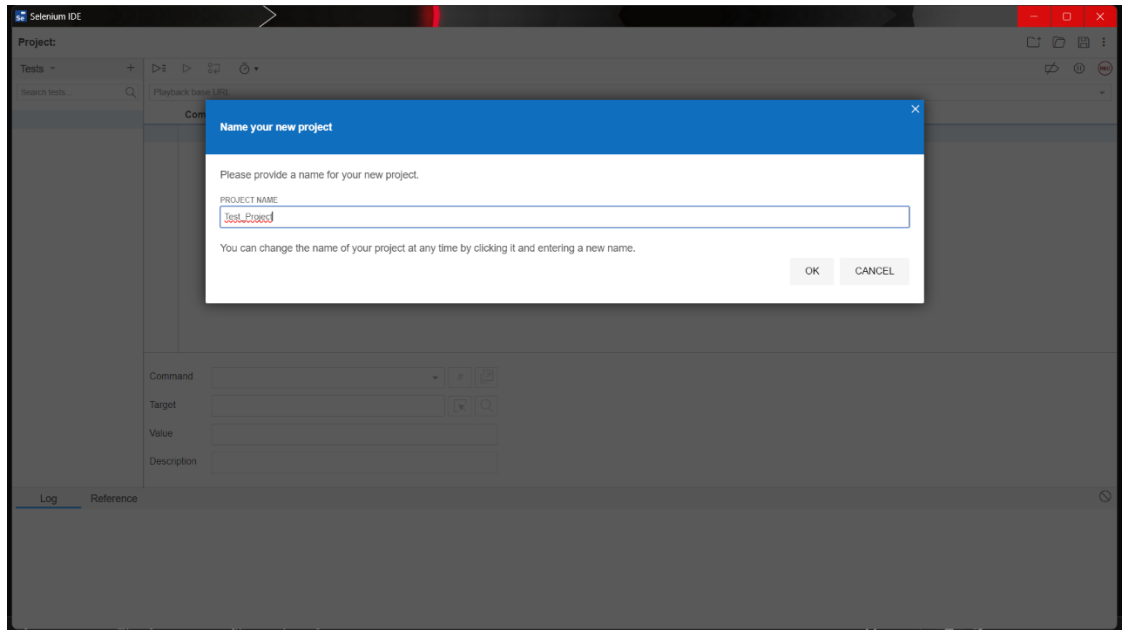 Selenium IDE
Project:
Tests
Search tests...
Playback base URL
Com
Name your new project
Please provide a name for your new project.
PROJECT NAME
Test_Project
You can change the name of your project at any time by clicking it and entering a new name.
OK CANCEL
Command
Target
Value
Description
Log Reference